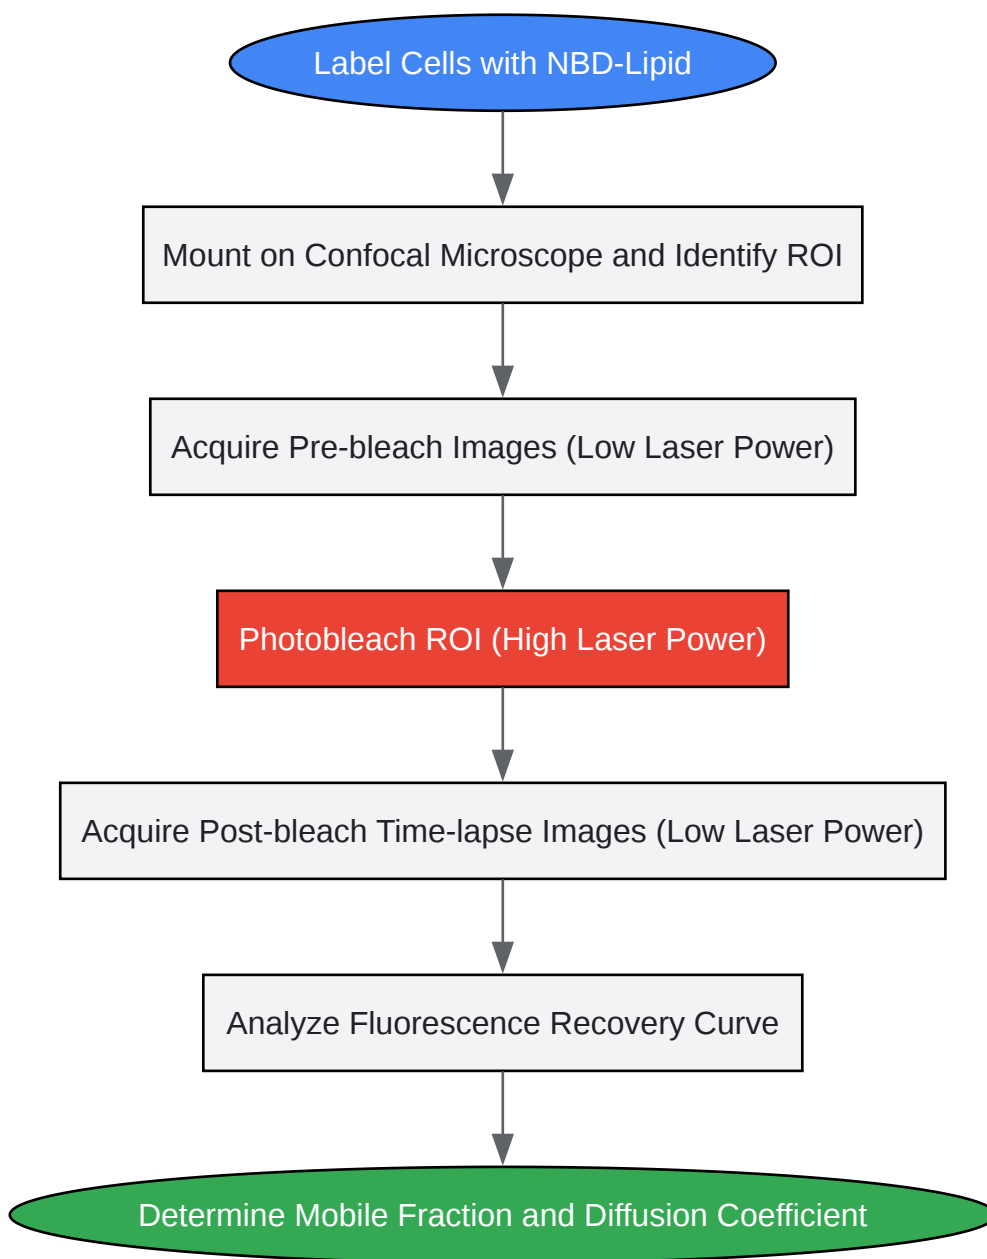 Label Cells with NBD-Lipid
Mount on Confocal Microscope and Identify ROI
Acquire Pre-bleach Images (Low Laser Power)
Photobleach ROI (High Laser Power)
Acquire Post-bleach Time-lapse Images (Low Laser Power)
Analyze Fluorescence Recovery Curve
Determine Mobile Fraction and Diffusion Coefficient